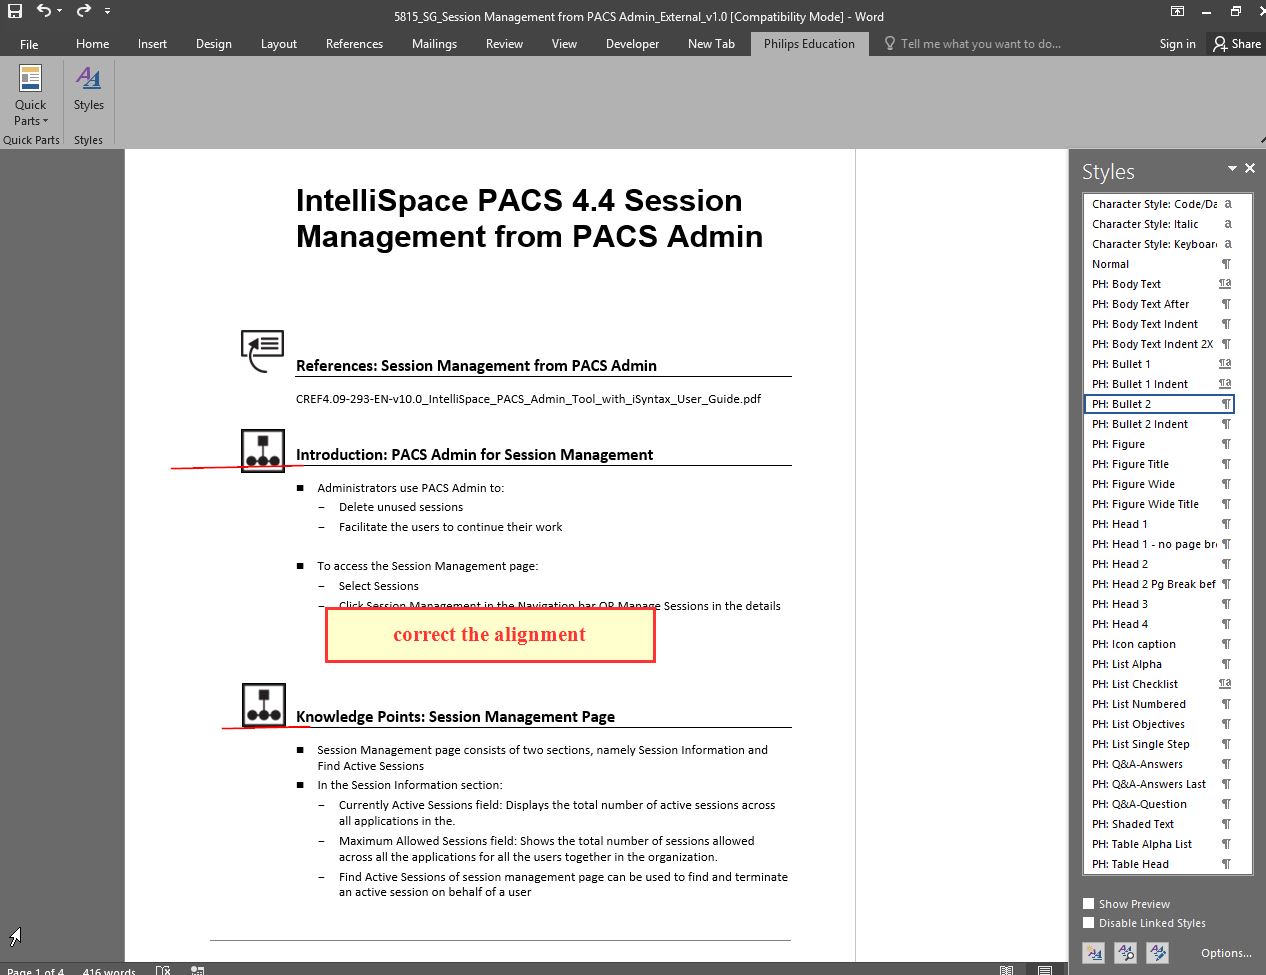 5815_SG_Session Management from PACS Admin_External_v1.0 [Compatibility Mode] - Word
File Home Insert Design Layout References Mailings Review View Developer New Tab Philips Education Tell me what you want to do... Sign in Share
Quick Parts
Styles
Quick Parts Styles
IntelliSpace PACS 4.4 Session
Management from PACS Admin
References: Session Management from PACS Admin
CREF4.09-293-EN-v10.0_IntelliSpace_PACS_Admin_Tool_with_iSyntax_User_Guide.pdf
Introduction: PACS Admin for Session Management
■ Administrators use PACS Admin to:
– Delete unused sessions
– Facilitate the users to continue their work
■ To access the Session Management page:
– Select Sessions
– Click Session Management in the Navigation bar OR Manage Sessions in the details
correct the alignment
Knowledge Points: Session Management Page
■ Session Management page consists of two sections, namely Session Information and
Find Active Sessions
■ In the Session Information section:
– Currently Active Sessions field: Displays the total number of active sessions across
all applications in the.
– Maximum Allowed Sessions field: Shows the total number of sessions allowed
across all the applications for all the users together in the organization.
– Find Active Sessions of session management page can be used to find and terminate
an active session on behalf of a user
Styles
Character Style: Code/Da a
Character Style: Italic a
Character Style: Keyboar a
Normal ¶
PH: Body Text ¶a
PH: Body Text After ¶
PH: Body Text Indent ¶
PH: Body Text Indent 2X ¶
PH: Bullet 1 ¶a
PH: Bullet 1 Indent ¶a
PH: Bullet 2 ¶
PH: Bullet 2 Indent ¶
PH: Figure ¶
PH: Figure Title ¶
PH: Figure Wide ¶
PH: Figure Wide Title ¶
PH: Head 1 ¶
PH: Head 1 - no page br ¶
PH: Head 2 ¶
PH: Head 2 Pg Break bef ¶
PH: Head 3 ¶
PH: Head 4 ¶
PH: Icon caption ¶
PH: List Alpha ¶
PH: List Checklist ¶a
PH: List Numbered ¶
PH: List Objectives ¶
PH: List Single Step ¶
PH: Q&A-Answers ¶
PH: Q&A-Answers Last ¶
PH: Q&A-Question ¶
PH: Shaded Text ¶
PH: Table Alpha List ¶
PH: Table Head ¶
Show Preview
Disable Linked Styles
Options...
Page 1 of 4 416 words